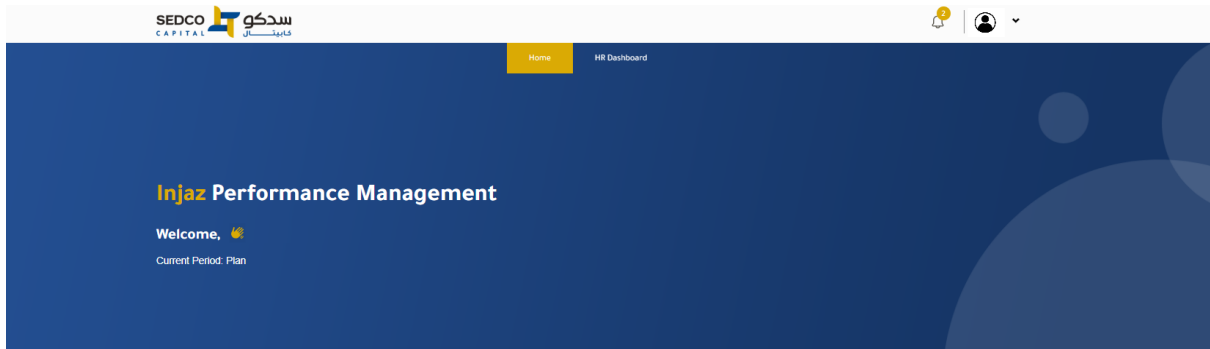 SEDCO سدكو
CAPITAL كابيتال
2
Home HR Dashboard
Injaz Performance Management
Welcome,
Current Period: Plan